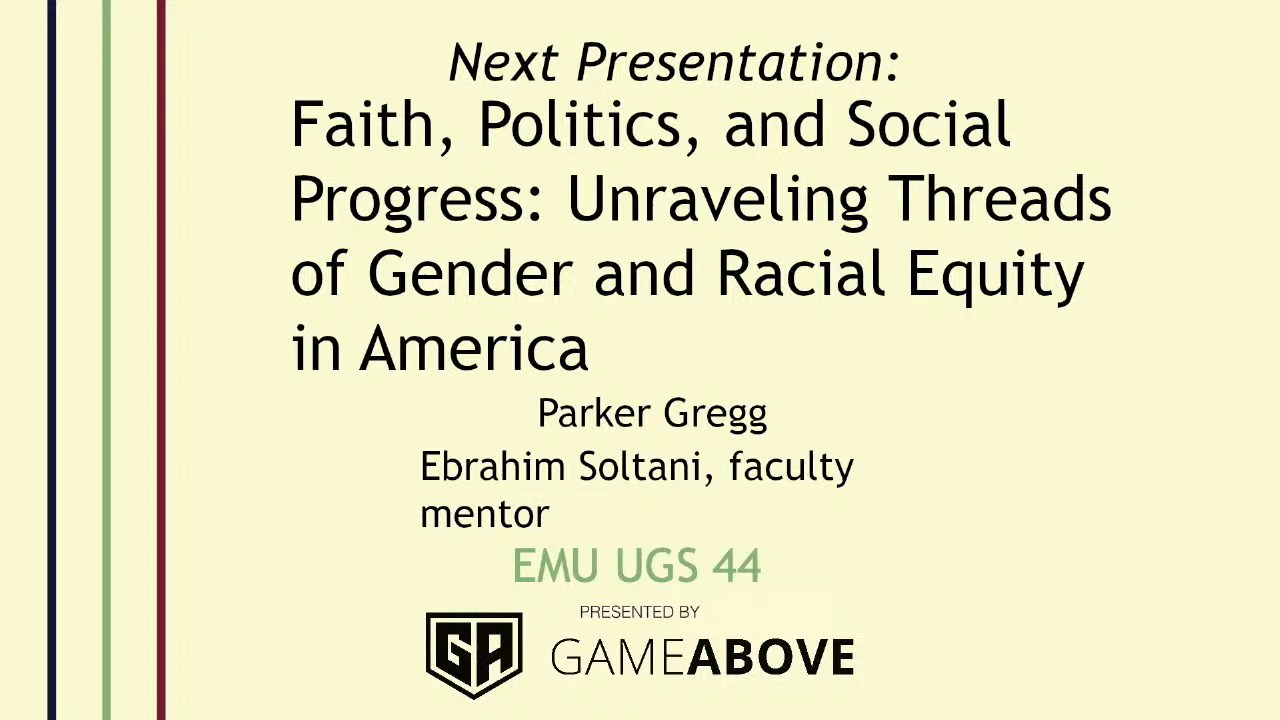 Next Presentation:
Faith, Politics, and Social
Progress: Unraveling Threads
of Gender and Racial Equity
in America
Parker Gregg
Ebrahim Soltani, faculty
mentor
EMU UGS 44
PRESENTED BY
GA GAMEABOVE